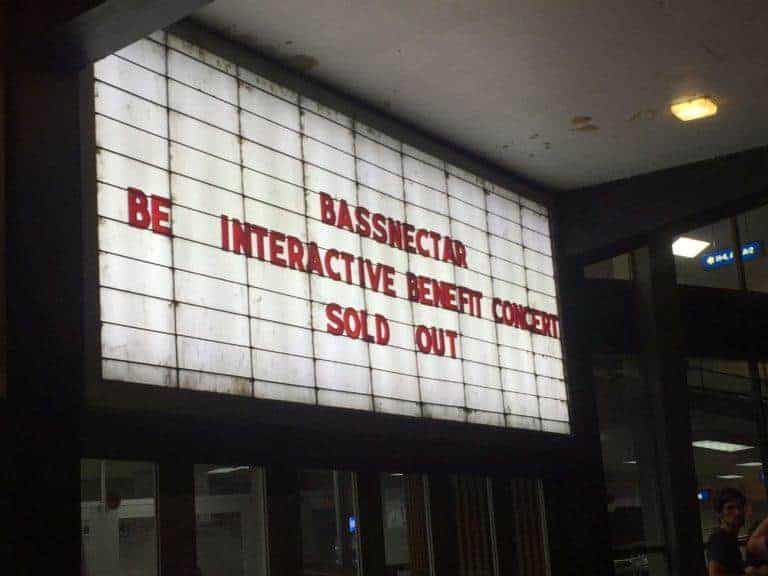 BASSNECTAR
BE INTERACTIVE BENEFIT CONCERT
SOLD OUT